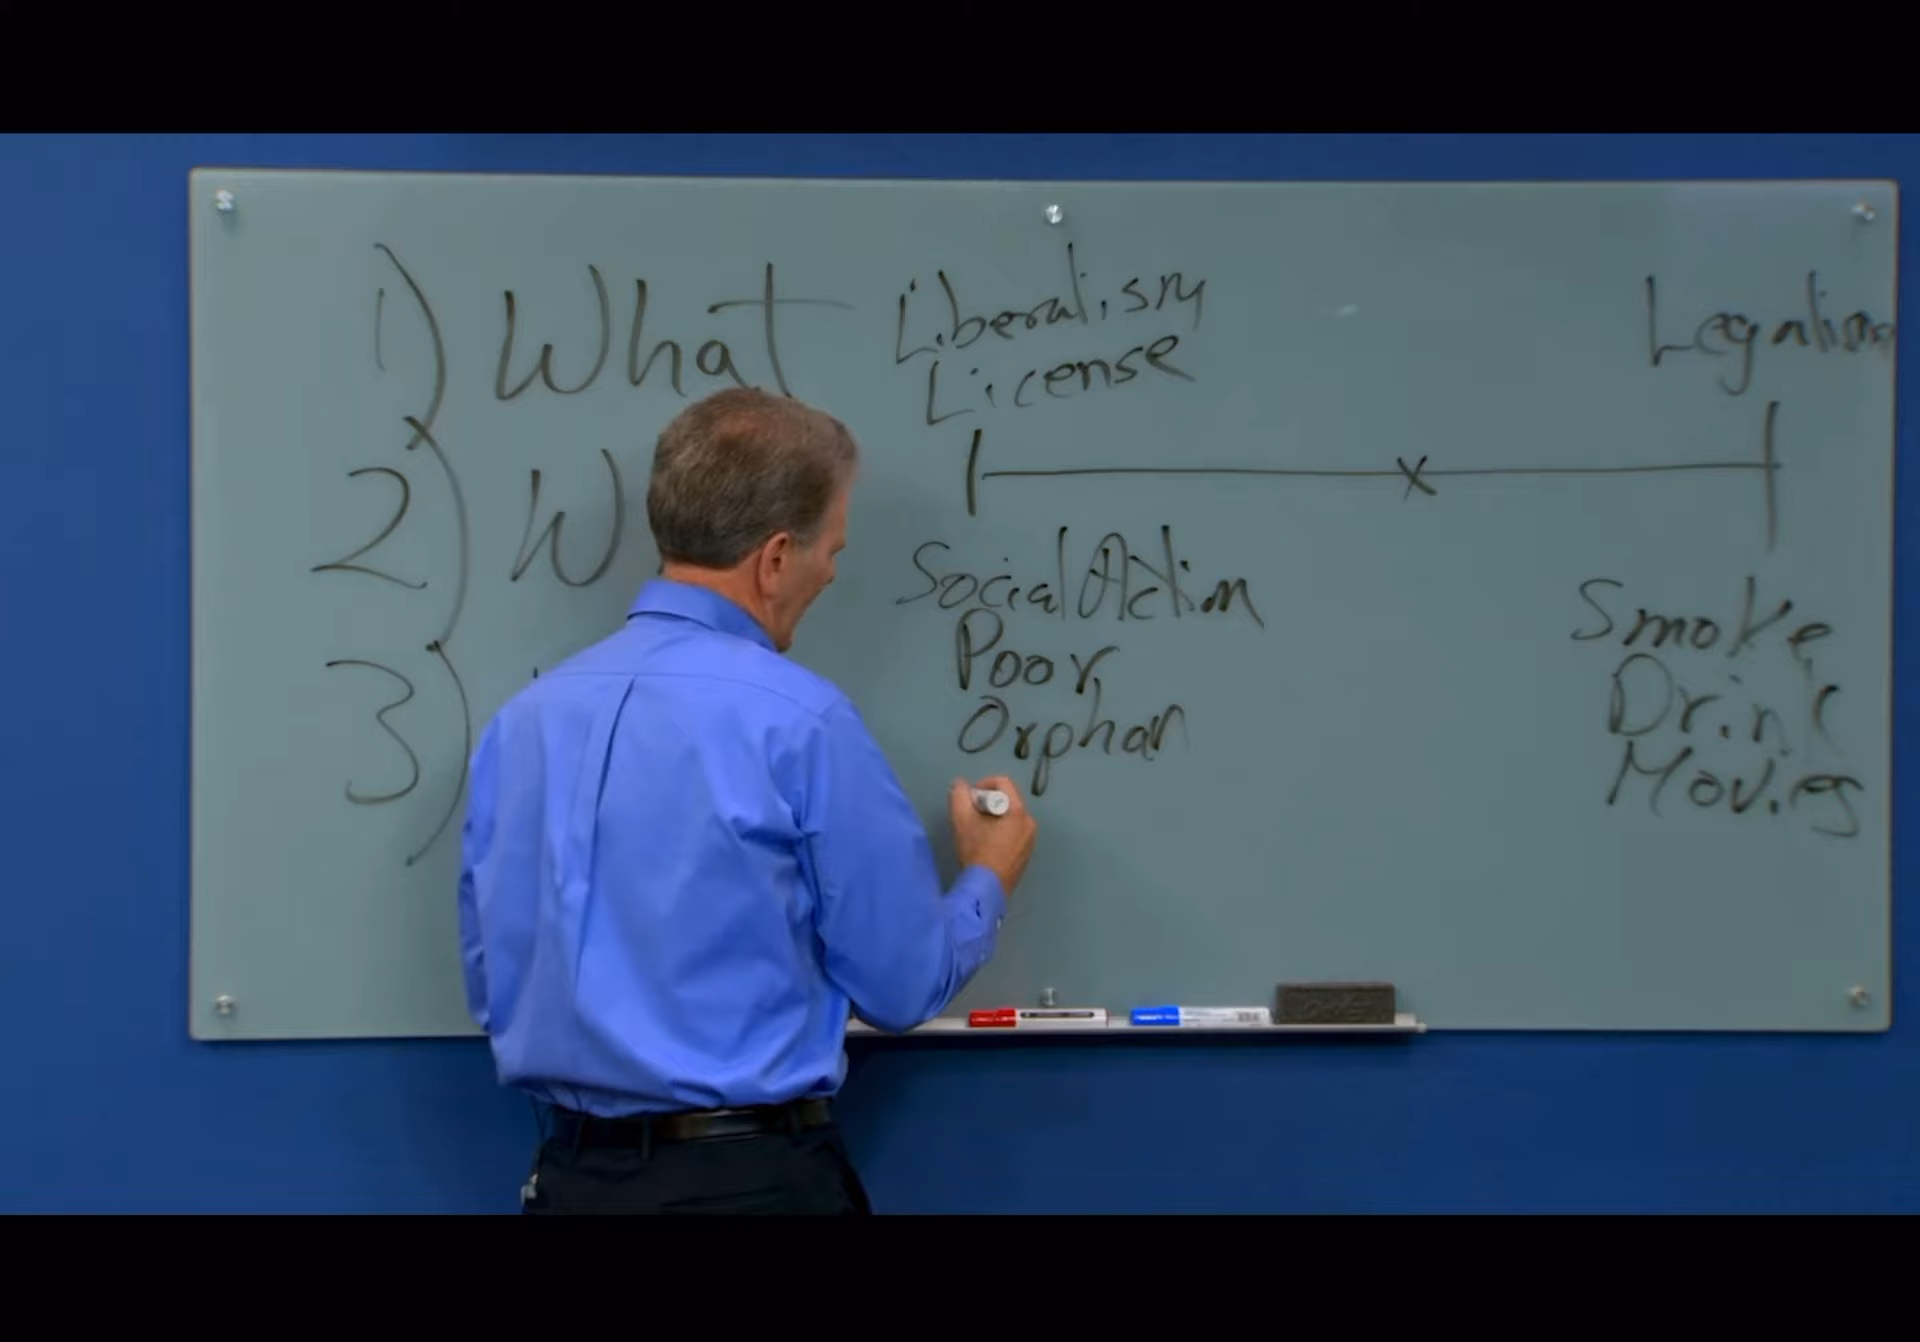 1) What
2) W
3)
Liberalism
License
Legalism
x
Social Action
Poor
Orphan
Smoke
Drink
Movies